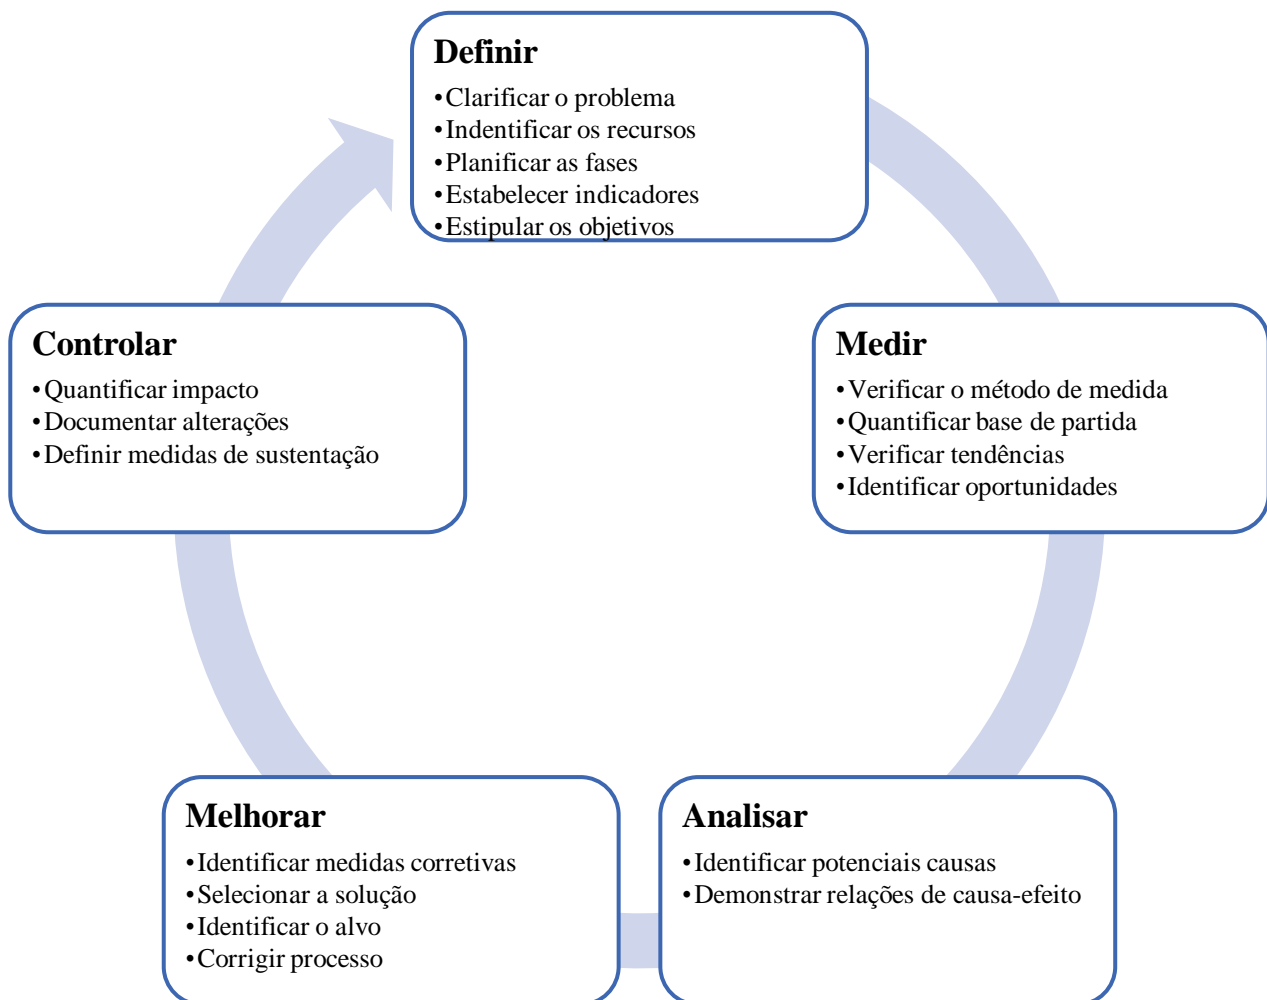 Definir
•Clarificar o problema
•Indentificar os recursos
•Planificar as fases
•Estabelecer indicadores
•Estipular os objetivos
Medir
•Verificar o método de medida
•Quantificar base de partida
•Verificar tendências
•Identificar oportunidades
Analisar
•Identificar potenciais causas
•Demonstrar relações de causa-efeito
Melhorar
•Identificar medidas corretivas
•Selecionar a solução
•Identificar o alvo
•Corrigir processo
Controlar
•Quantificar impacto
•Documentar alterações
•Definir medidas de sustentação